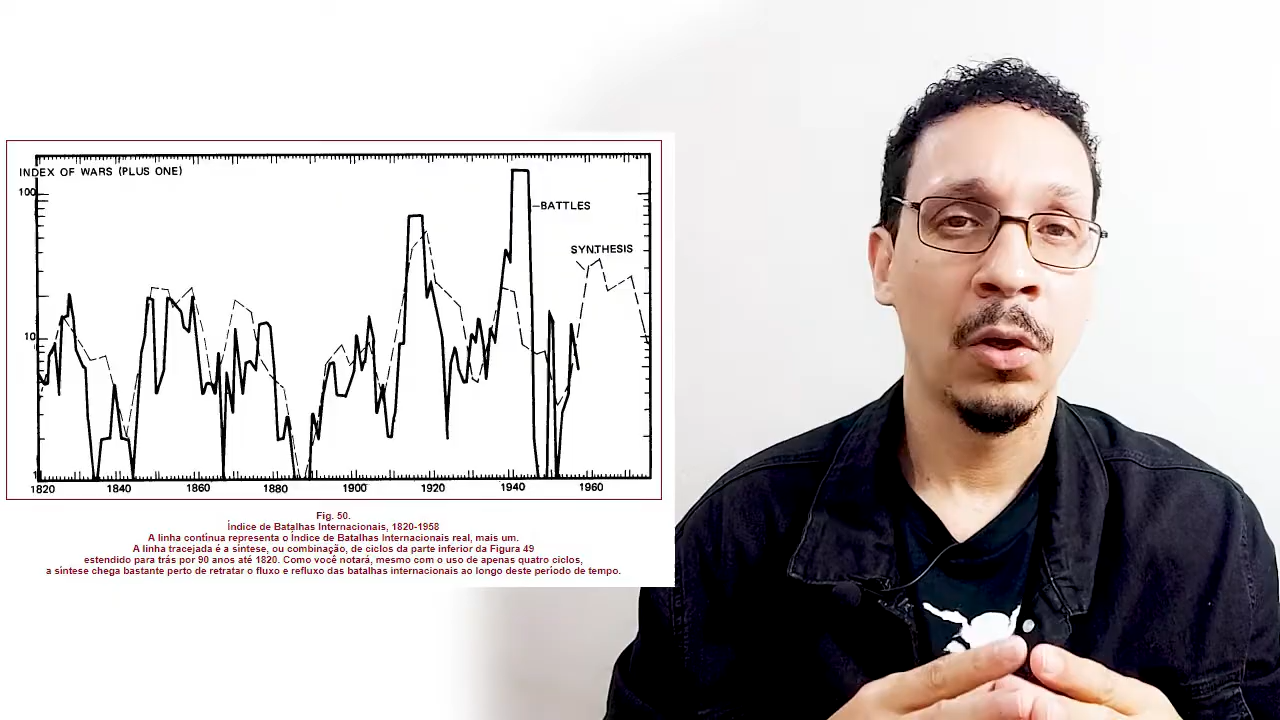 INDEX OF WARS (PLUS ONE)
100
BATTLES
SYNTHESIS
10
1820 1840 1860 1880 1900 1920 1940 1960
Fig. 50.
Índice de Batalhas Internacionais, 1820-1958
A linha contínua representa o Índice de Batalhas Internacionais real, mais um.
A linha tracejada é a síntese, ou combinação, de ciclos da parte inferior da Figura 49
estendido para trás por 90 anos até 1820. Como você notará, mesmo com o uso de apenas quatro ciclos,
a síntese chega bastante perto de retratar o fluxo e refluxo das batalhas internacionais ao longo deste período de tempo.